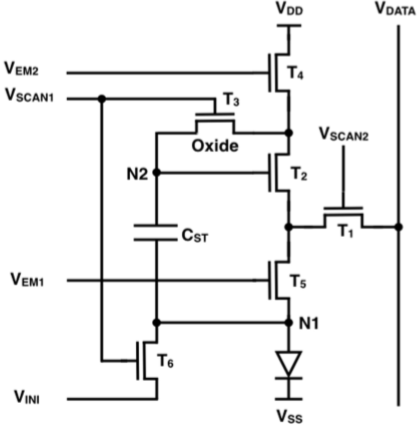 VDD
VDATA
VEM2
T4
VSCAN1
T3
Oxide
VSCAN2
N2
T2
T1
CST
VEM1
T5
N1
T6
VINI
VSS